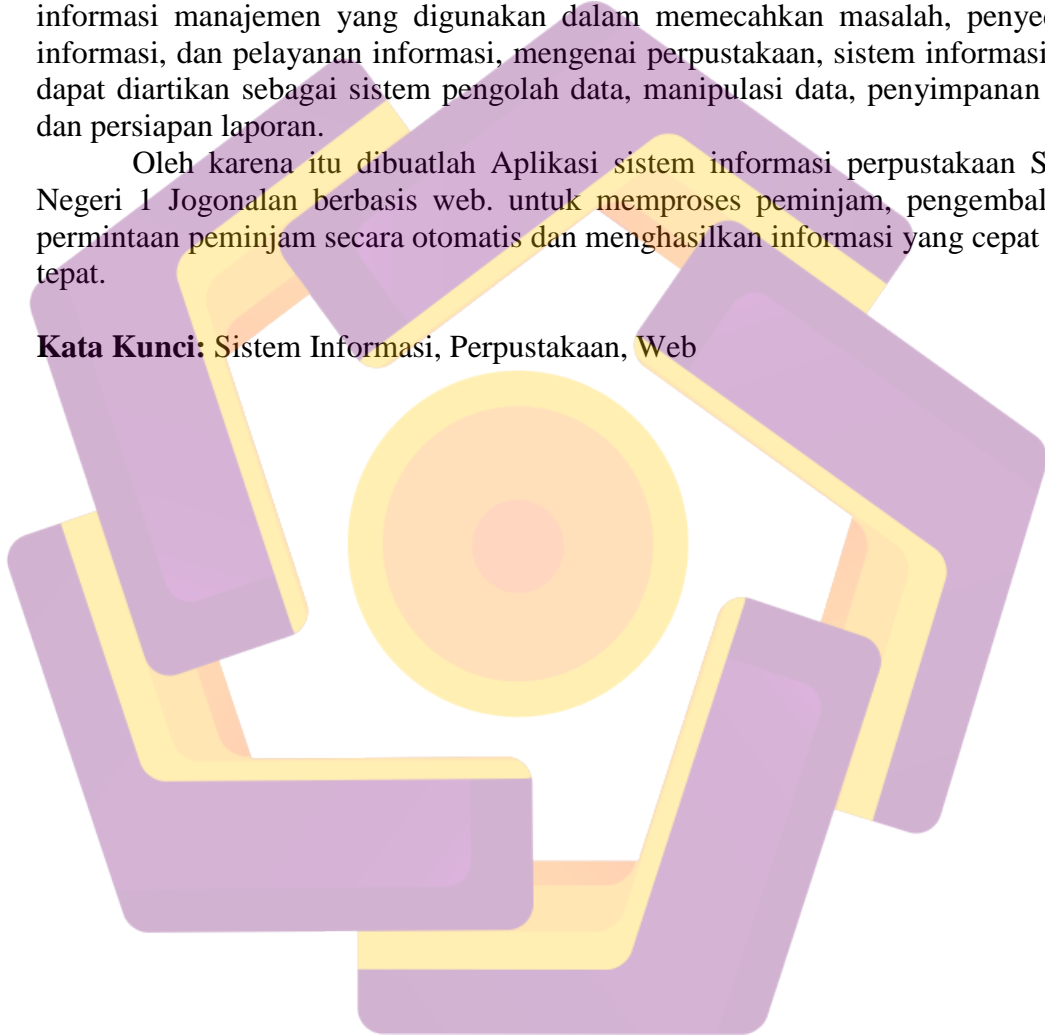 informasi manajemen yang digunakan dalam memecahkan masalah,
informasi, dan pelayanan informasi, mengenai perpustakaan, sistem informasi
dapat diartikan sebagai sistem pengolah data, manipulasi data, penyimpanan
dan persiapan laporan.
Oleh karena itu dibuatlah Aplikasi sistem informasi perpustakaan
Negeri 1 Jogonalan berbasis web. untuk memproses peminjam,
permintaan peminjam secara otomatis dan menghasilkan informasi yang cepat
tepat.
Kata Kunci: Sistem Informasi, Perpustakaan, Web